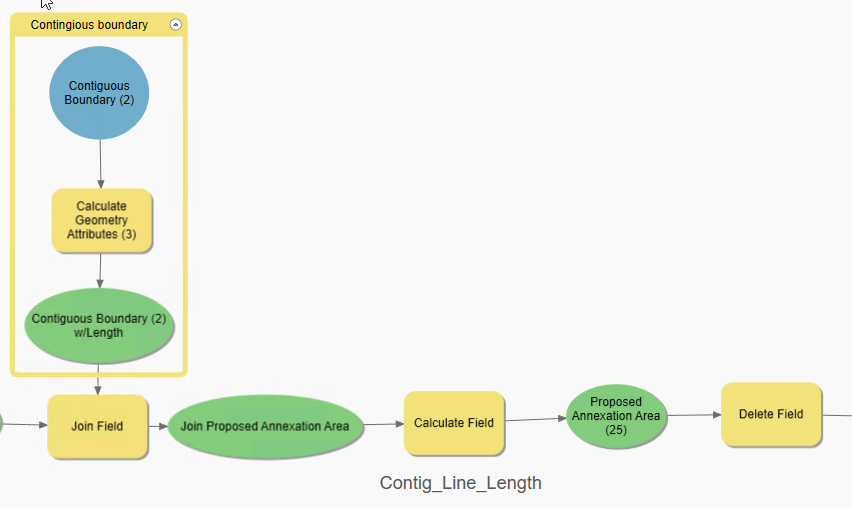 Contingious boundary
Contiguous
Boundary (2)
Calculate
Geometry
Attributes (3)
Contiguous Boundary (2)
w/Length
Join Field
Join Proposed Annexation Area
Calculate Field
Proposed
Annexation Area
(25)
Delete Field
Contig_Line_Length